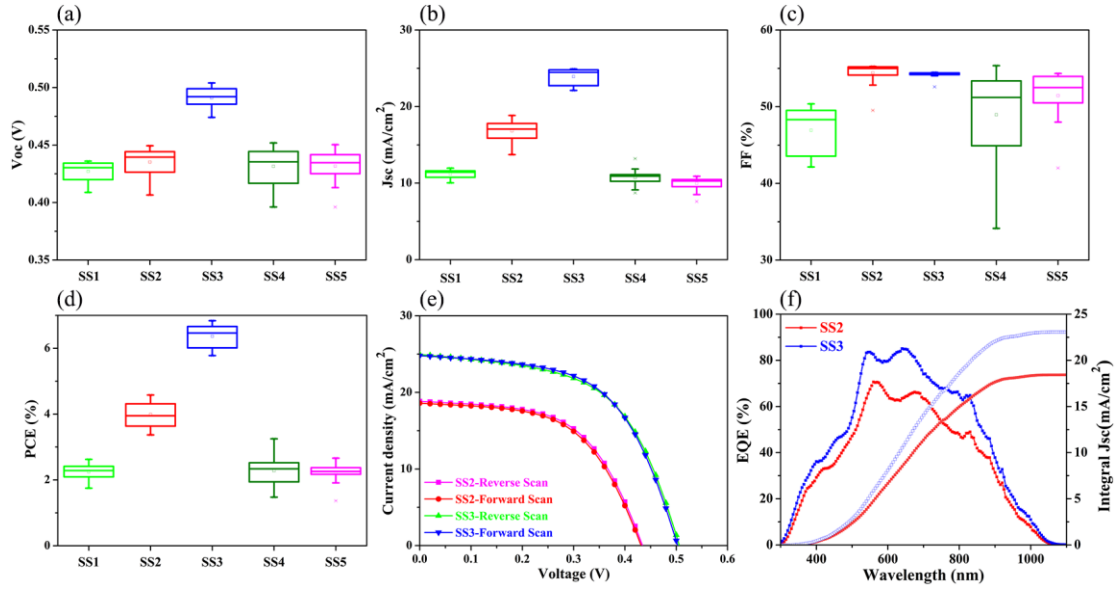 (a)
0.55
0.50
0.45
0.40
0.35
Voc (V)
SS1 SS2 SS3 SS4 SS5
(b)
30
20
10
0
Jsc (mA/cm²)
SS1 SS2 SS3 SS4 SS5
(c)
60
50
40
30
FF (%)
SS1 SS2 SS3 SS4 SS5
(d)
6
4
2
0
PCE (%)
SS1 SS2 SS3 SS4 SS5
(e)
30
20
10
0
Current density (mA/cm²)
SS2-Reverse Scan
SS2-Forward Scan
SS3-Reverse Scan
SS3-Forward Scan
0.0 0.1 0.2 0.3 0.4 0.5 0.6
Voltage (V)
(f)
100
80
60
40
20
0
EQE (%)
SS2
SS3
25
20
15
10
5
0
Integral Jsc(mA/cm²)
400 600 800 1000
Wavelength (nm)